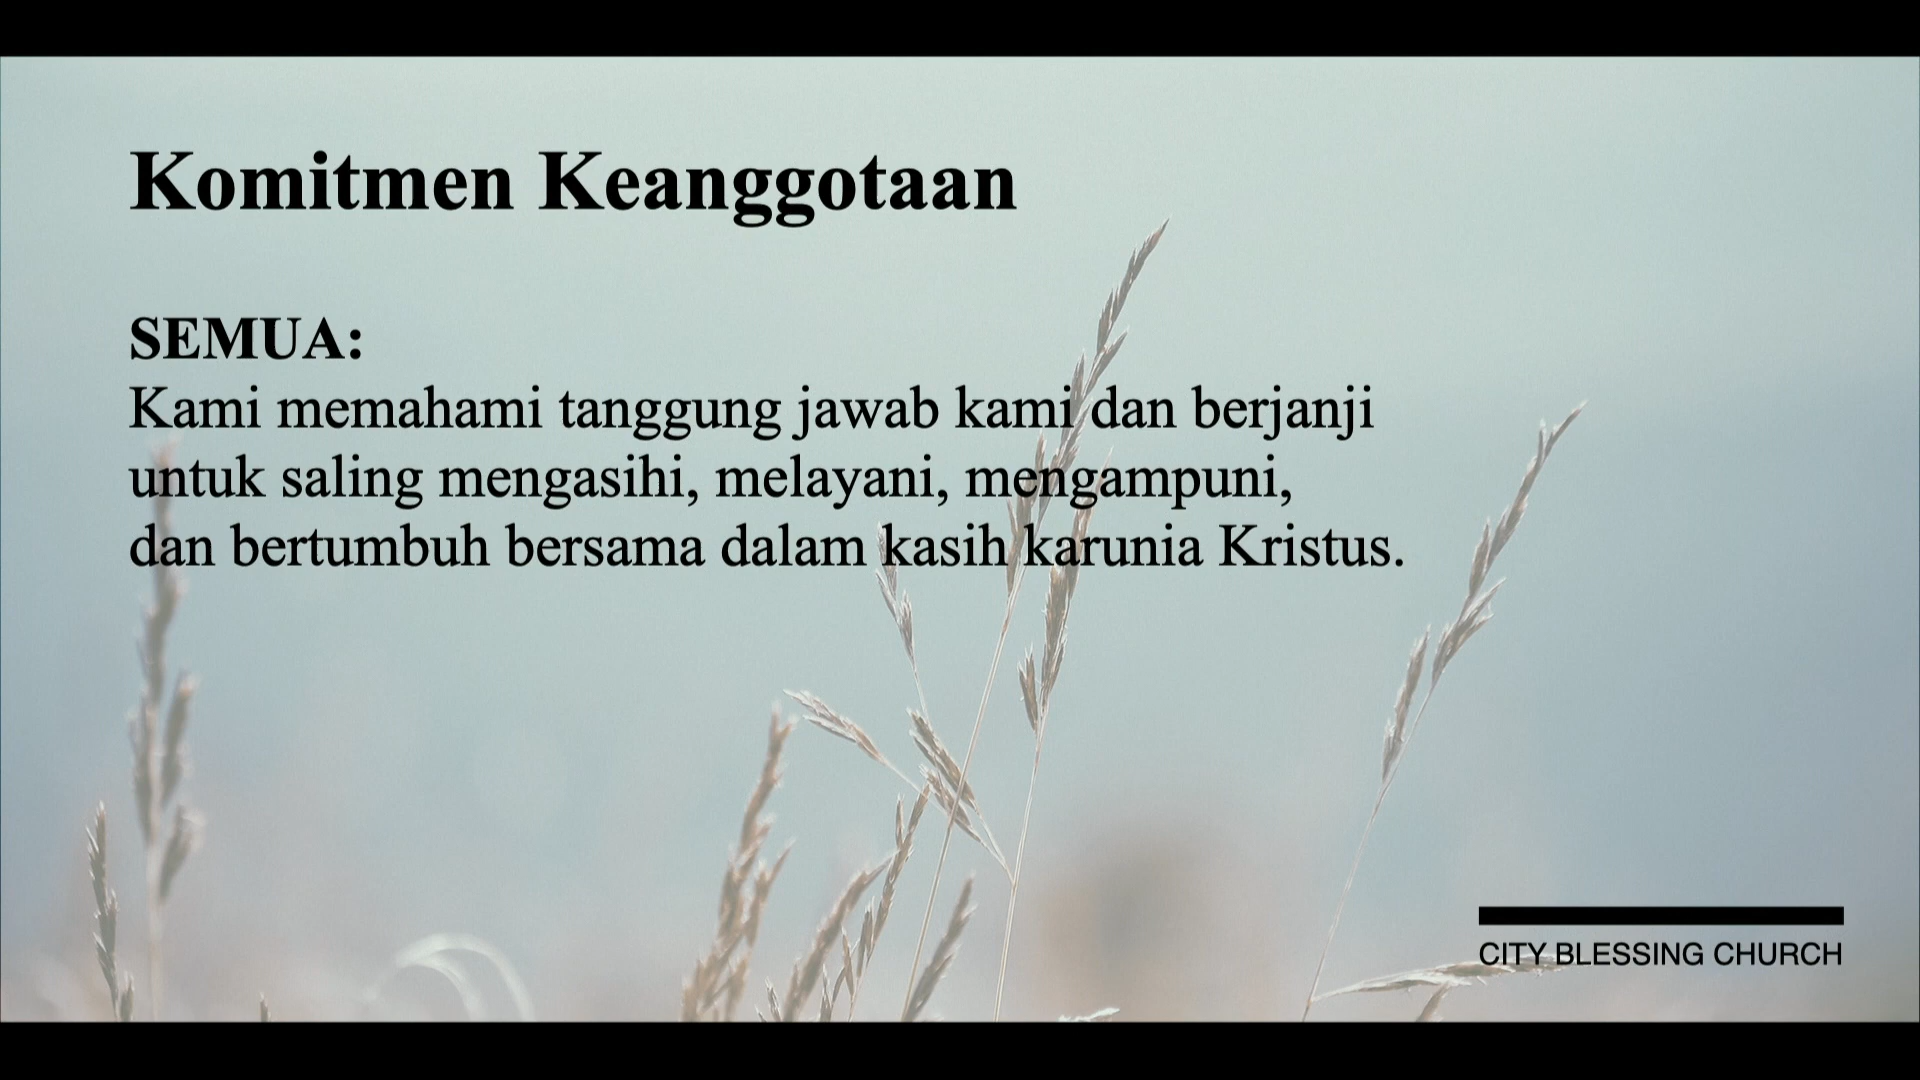 Komitmen Keanggotaan
SEMUA:
Kami memahami tanggung jawab kami dan berjanji
untuk saling mengasihi, melayani, mengampuni,
dan bertumbuh bersama dalam kasih karunia Kristus.
CITY BLESSING CHURCH